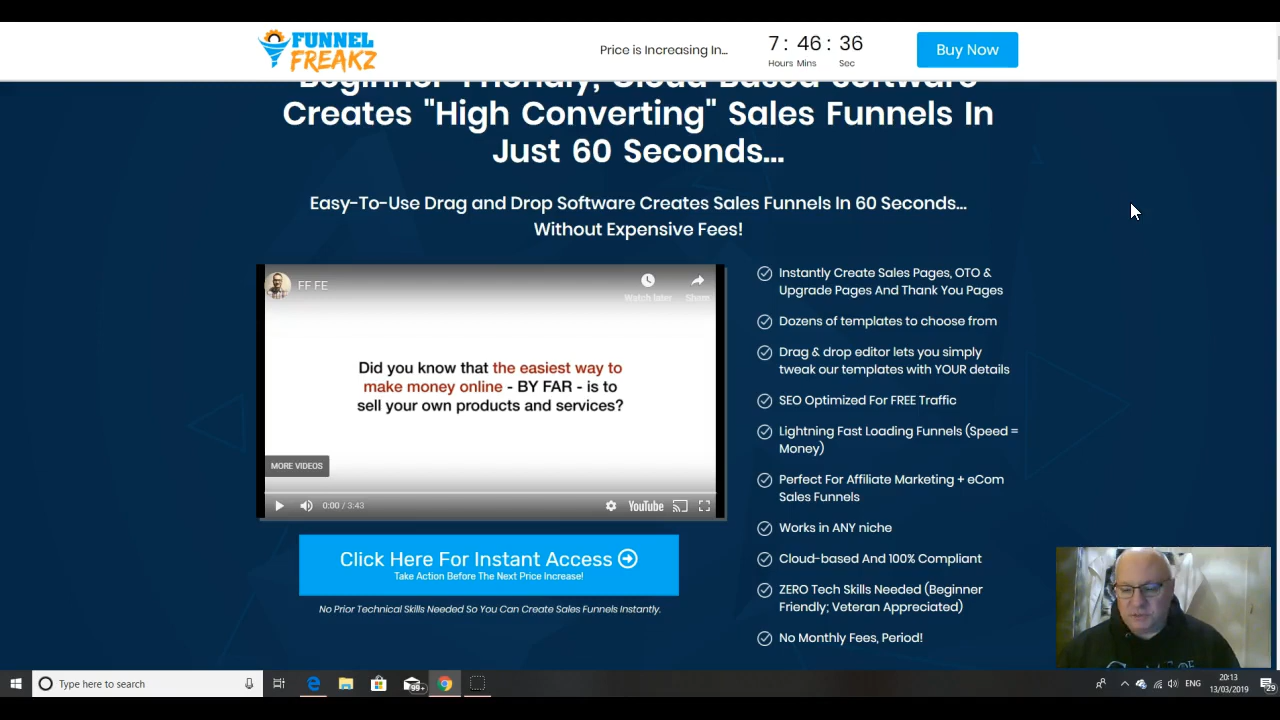 FUNNEL
FREAKZ
Price is Increasing In...
7 : 46 : 36
Hours Mins Sec
Buy Now
Beginner-Friendly, Cloud-Based Software
Creates "High Converting" Sales Funnels In
Just 60 Seconds...
Easy-To-Use Drag and Drop Software Creates Sales Funnels In 60 Seconds...
Without Expensive Fees!
FF FE
Watch later
Share
Did you know that the easiest way to
make money online - BY FAR - is to
sell your own products and services?
MORE VIDEOS
0:00 / 3:43
YouTube
Click Here For Instant Access
Take Action Before The Next Price Increase!
No Prior Technical Skills Needed So You Can Create Sales Funnels Instantly.
Instantly Create Sales Pages, OTO &
Upgrade Pages And Thank You Pages
Dozens of templates to choose from
Drag & drop editor lets you simply
tweak our templates with YOUR details
SEO Optimized For FREE Traffic
Lightning Fast Loading Funnels (Speed =
Money)
Perfect For Affiliate Marketing + eCom
Sales Funnels
Works in ANY niche
Cloud-based And 100% Compliant
ZERO Tech Skills Needed (Beginner
Friendly; Veteran Appreciated)
No Monthly Fees, Period!
Type here to search
99+
ENG
20:13
13/03/2019
29